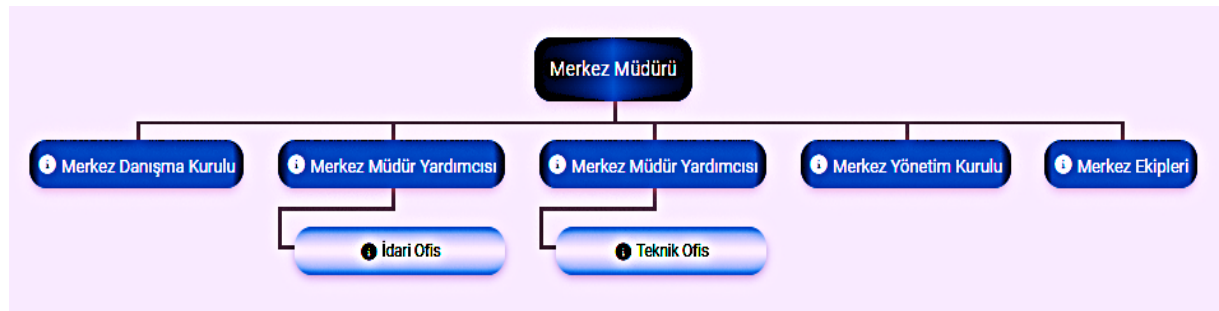 Merkez Müdürü
Merkez Danışma Kurulu
Merkez Müdür Yardımcısı
Merkez Müdür Yardımcısı
Merkez Yönetim Kurulu
Merkez Ekipleri
İdari Ofis
Teknik Ofis